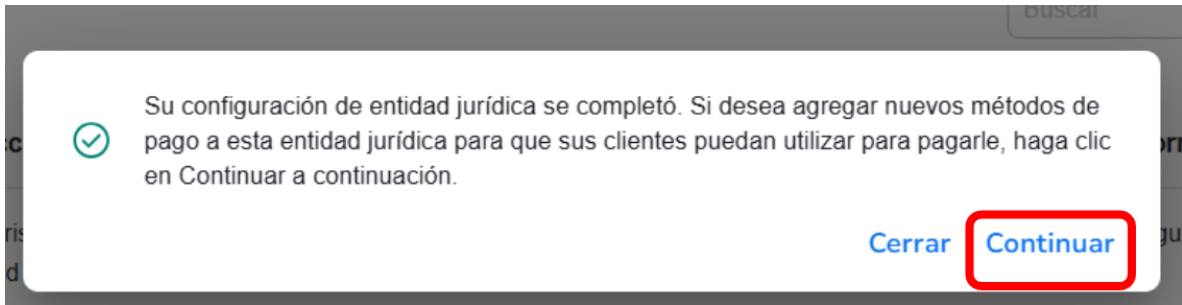 Buscar
Su configuración de entidad jurídica se completó. Si desea agregar nuevos métodos de
pago a esta entidad jurídica para que sus clientes puedan utilizar para pagarle, haga clic
en Continuar a continuación.
Cerrar Continuar